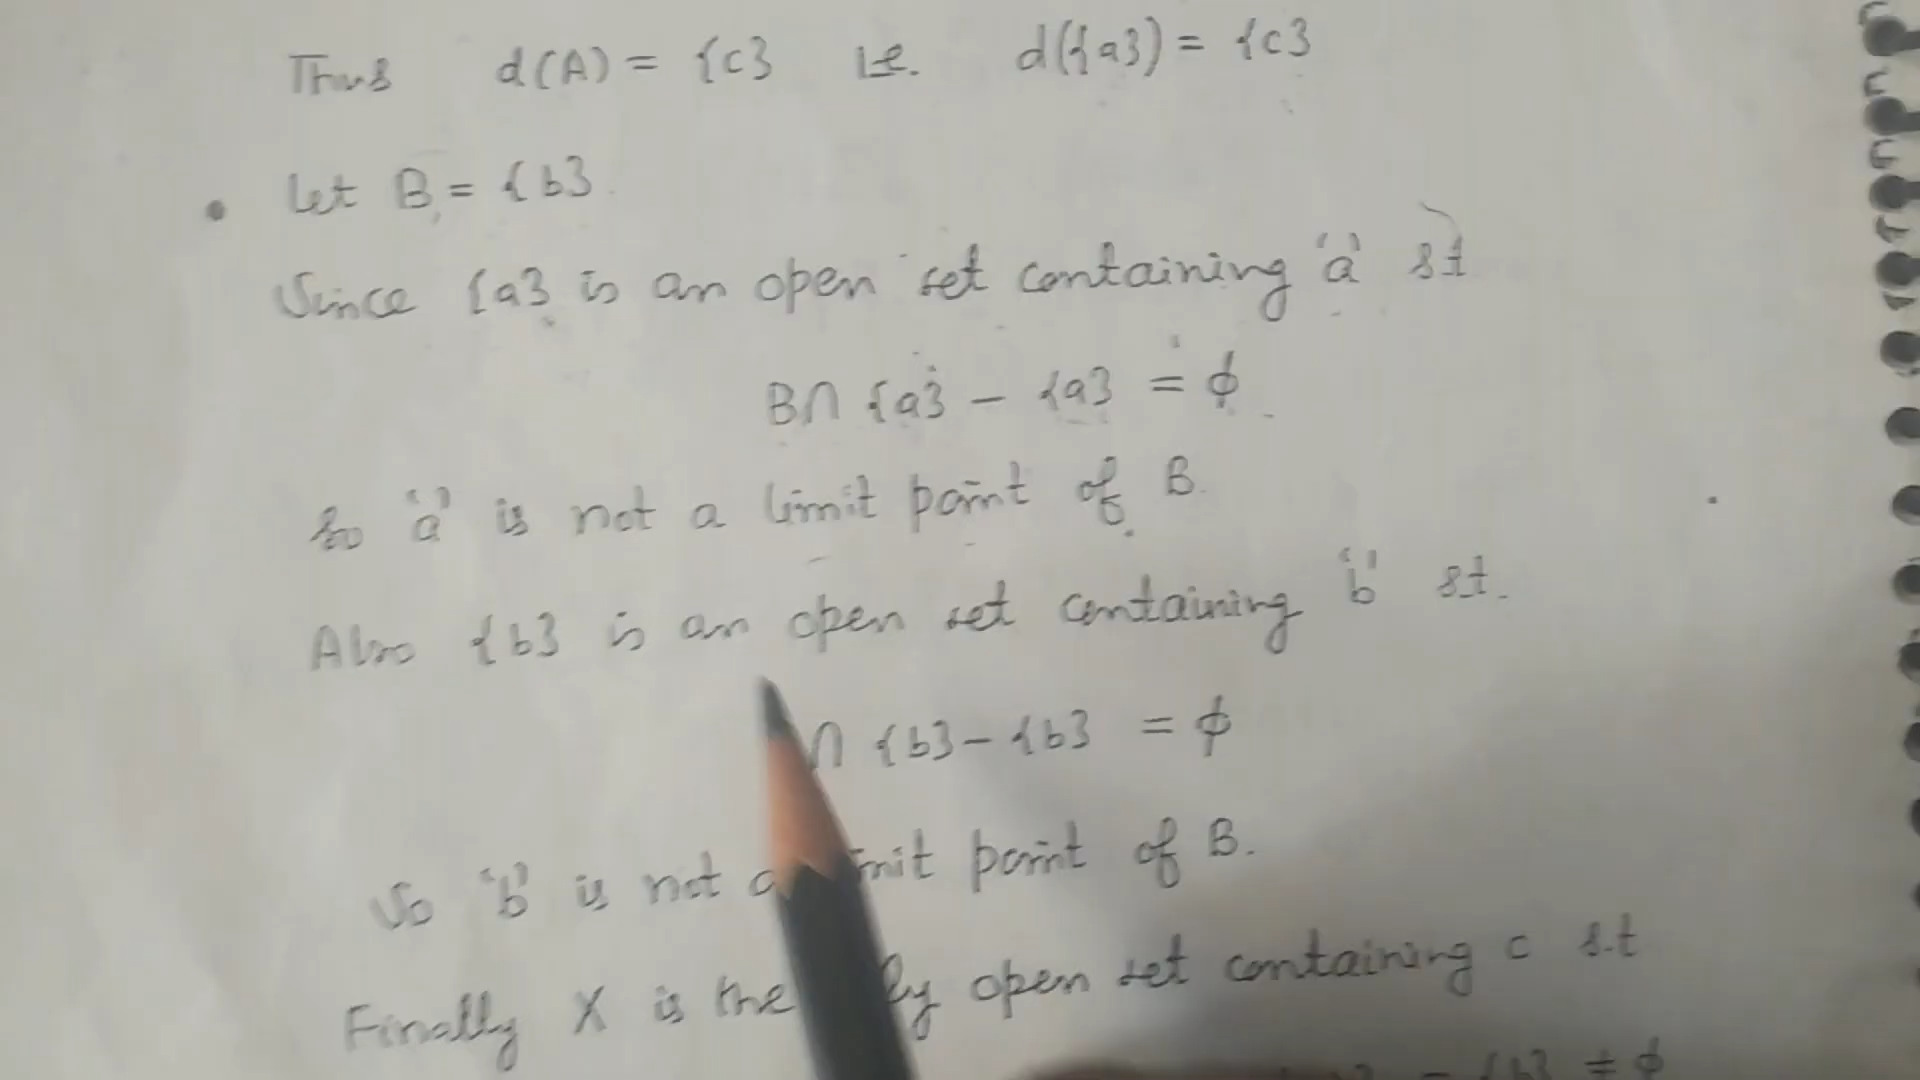 Thus d(A) = {c} i.e. d({a}) = {c}
• Let B = {b}.
Since {a} is an open set containing 'a' s.t
B∩ {a} - {a} = ϕ
So 'a' is not a limit point of B.
Also {b} is an open set containing 'b' s.t.
∩ {b} - {b} = ϕ
So 'b' is not a point of B.
Finally X is the open set containing c s.t
- {b} ≠ ϕ